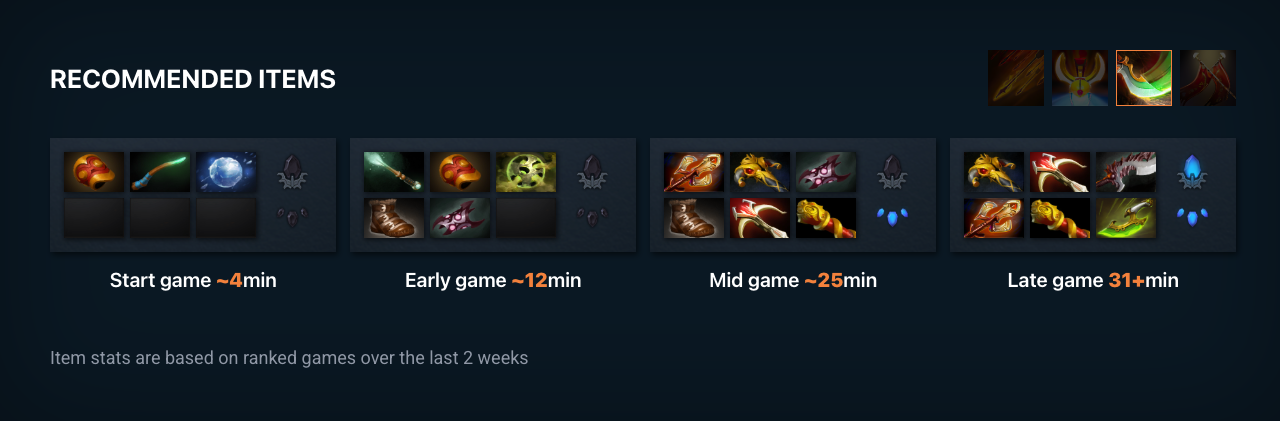 RECOMMENDED ITEMS
Start game ~4min
Early game ~12min
Mid game ~25min
Late game 31+min
Item stats are based on ranked games over the last 2 weeks